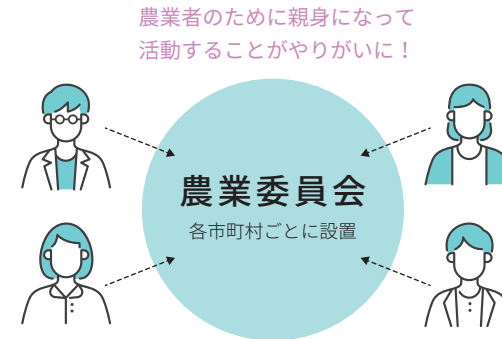 農業者のために親身になって
活動することがやりがいに！
農業委員会
各市町村ごとに設置